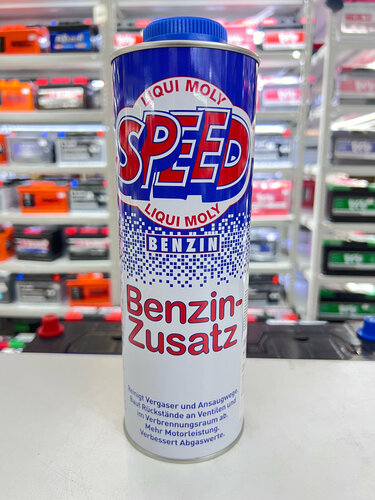 LIQUI MOLY
SPEED
LIQUI MOLY
BENZIN
Benzin-
Zusatz
Reinigt Vergaser und Ansaugwege.
Baut Rückstände an Ventilen und
im Verbrennungsraum ab.
Mehr Motorleistung.
Verbessert Abgaswerte.